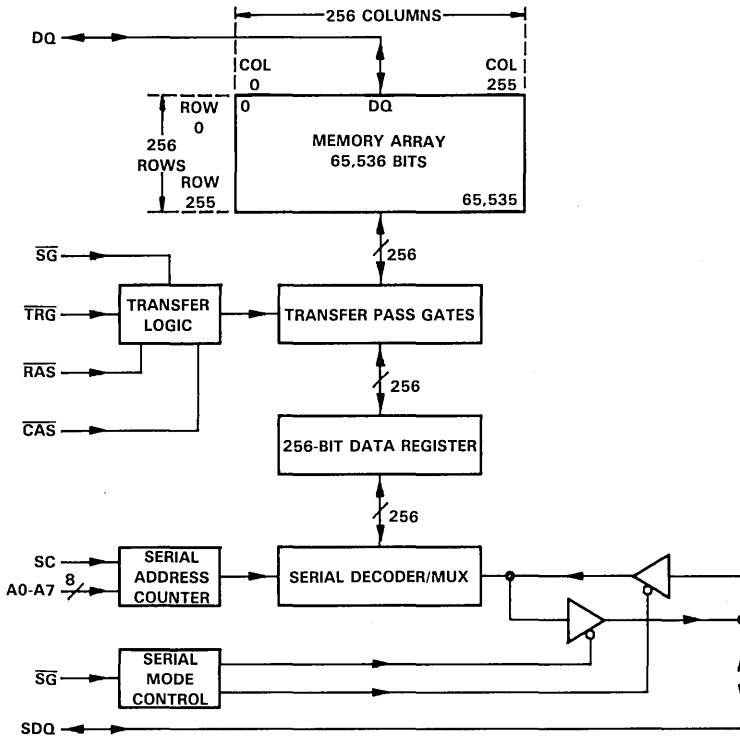 256 COLUMNS
DQ
COL
0
COL
255
ROW
0
0
DQ
256
ROWS
MEMORY ARRAY
65,536 BITS
ROW
255
65,535
SG
256
TRG
TRANSFER
LOGIC
TRANSFER PASS GATES
RAS
256
CAS
256-BIT DATA REGISTER
256
SC
A0-A7
8
SERIAL
ADDRESS
COUNTER
SERIAL DECODER/MUX
SG
SERIAL
MODE
CONTROL
SDQ